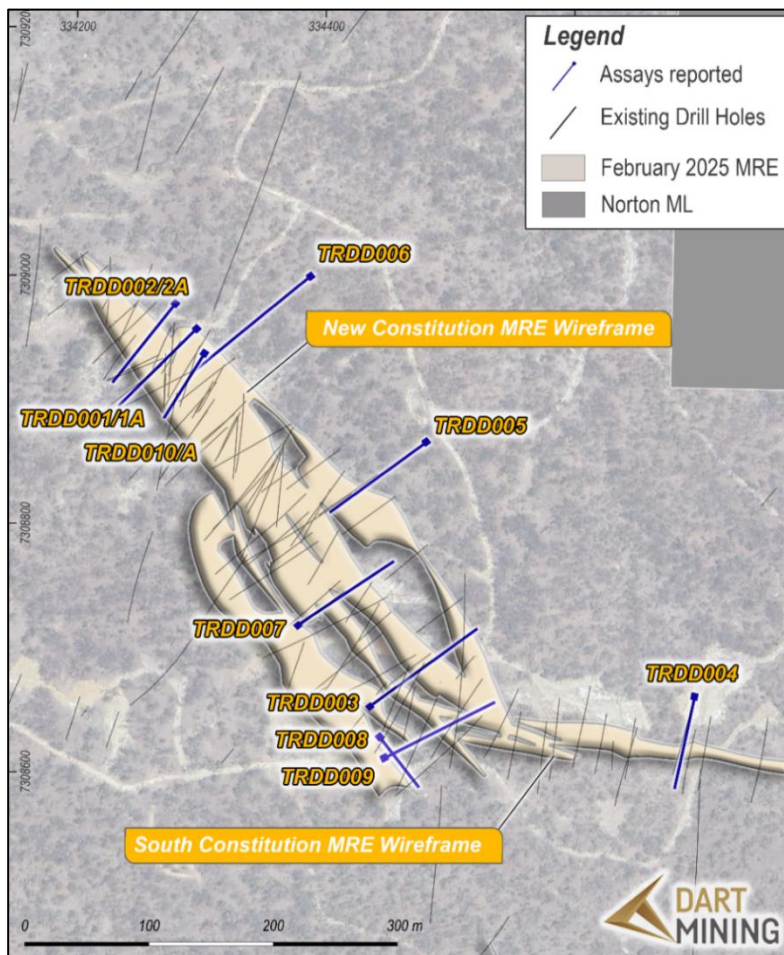 334200
334400
730920
7309000
7308800
7308600
Legend
Assays reported
Existing Drill Holes
February 2025 MRE
Norton ML
TRDD006
TRDD002/2A
New Constitution MRE Wireframe
TRDD001/1A
TRDD005
TRDD010/A
TRDD007
TRDD004
TRDD003
TRDD008
TRDD009
South Constitution MRE Wireframe
DART
MINING
0 100 200 300 m